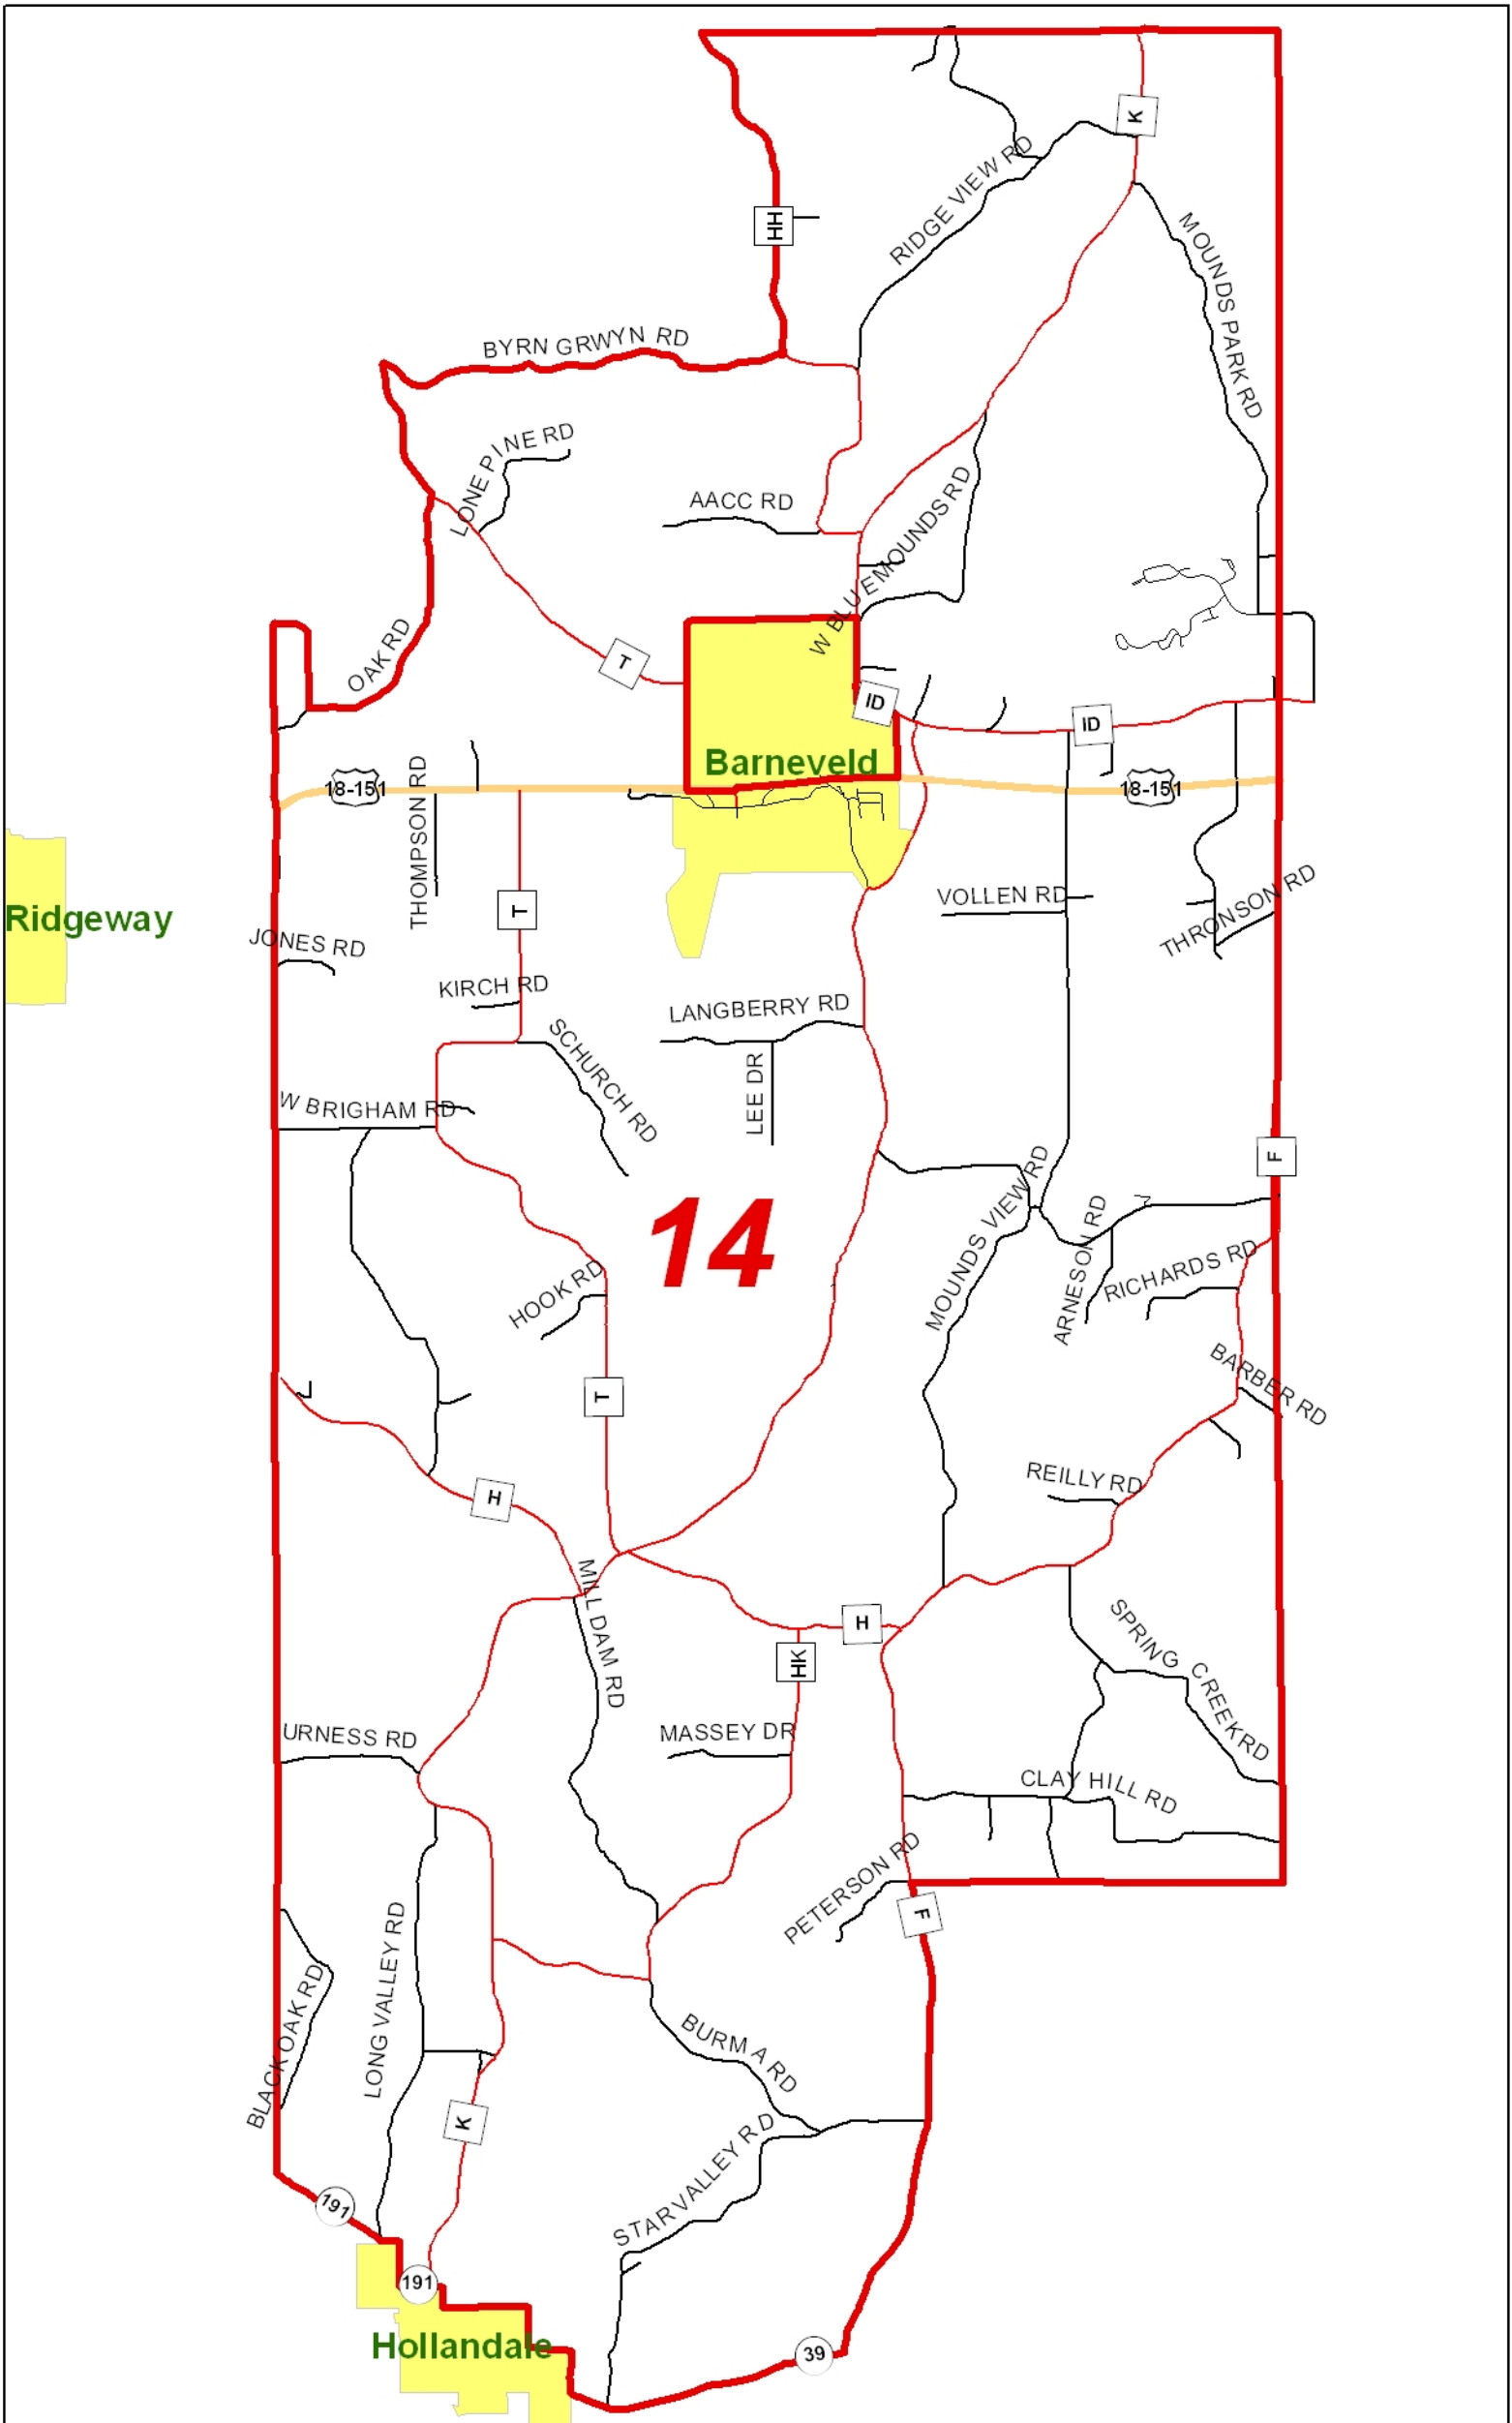 K
RIDGE VIEW RD
HH
MOUNDS PARK RD
BYRN GRWYN RD
LONE PINE RD
AACC RD
W BLUEMOUNDS RD
OAK RD
T
ID
ID
Barneveld
18-151
18-151
THOMPSON RD
VOLLEN RD
THRONSON RD
Ridgeway
T
JONES RD
KIRCH RD
LANGBERRY RD
SCHURCH RD
LEE DR
W BRIGHAM RD
F
14
MOUNDS VIEW RD
ARNESON RD
RICHARDS RD
HOOK RD
BARBER RD
T
REILLY RD
H
MILL DAM RD
H
HK
SPRING CREEK RD
URNESS RD
MASSEY DR
CLAY HILL RD
PETERSON RD
F
LONG VALLEY RD
BLACK OAK RD
BURMA RD
K
STAR VALLEY RD
191
191
Hollandale
39